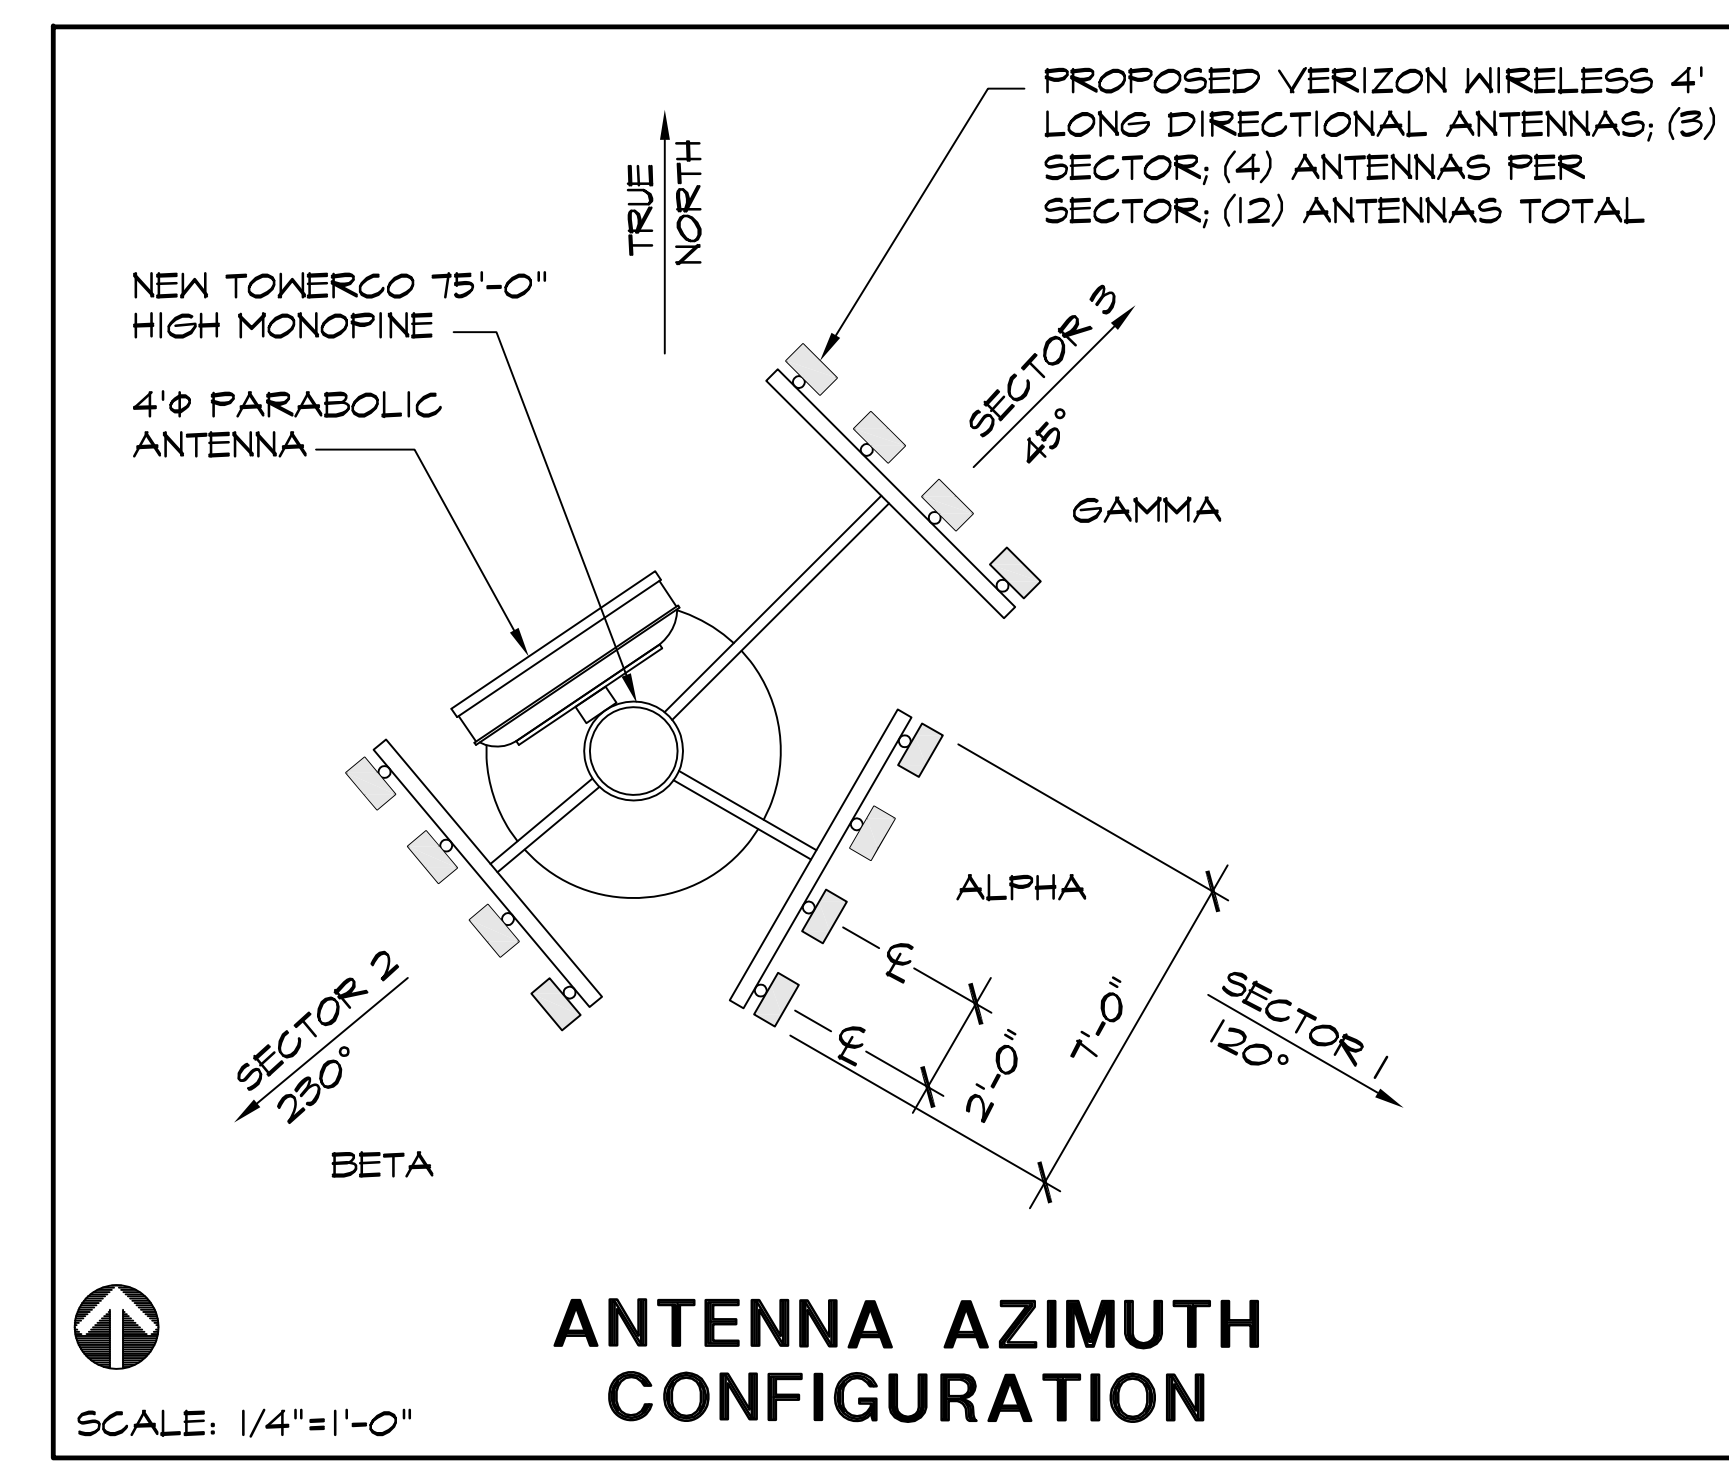 PROPOSED VERIZON WIRELESS 4'
LONG DIRECTIONAL ANTENNAS; (3)
SECTOR; (4) ANTENNAS PER
SECTOR; (12) ANTENNAS TOTAL
TRUE
NORTH
NEW TOWERCO 75'-0"
HIGH MONOPINE
4'Φ PARABOLIC
ANTENNA
SECTOR 3
45°
GAMMA
ALPHA
℄
℄
2'-0"
7'-0"
SECTOR 1
120°
SECTOR 2
230°
BETA
ANTENNA AZIMUTH
CONFIGURATION
SCALE: 1/4"=1'-0"